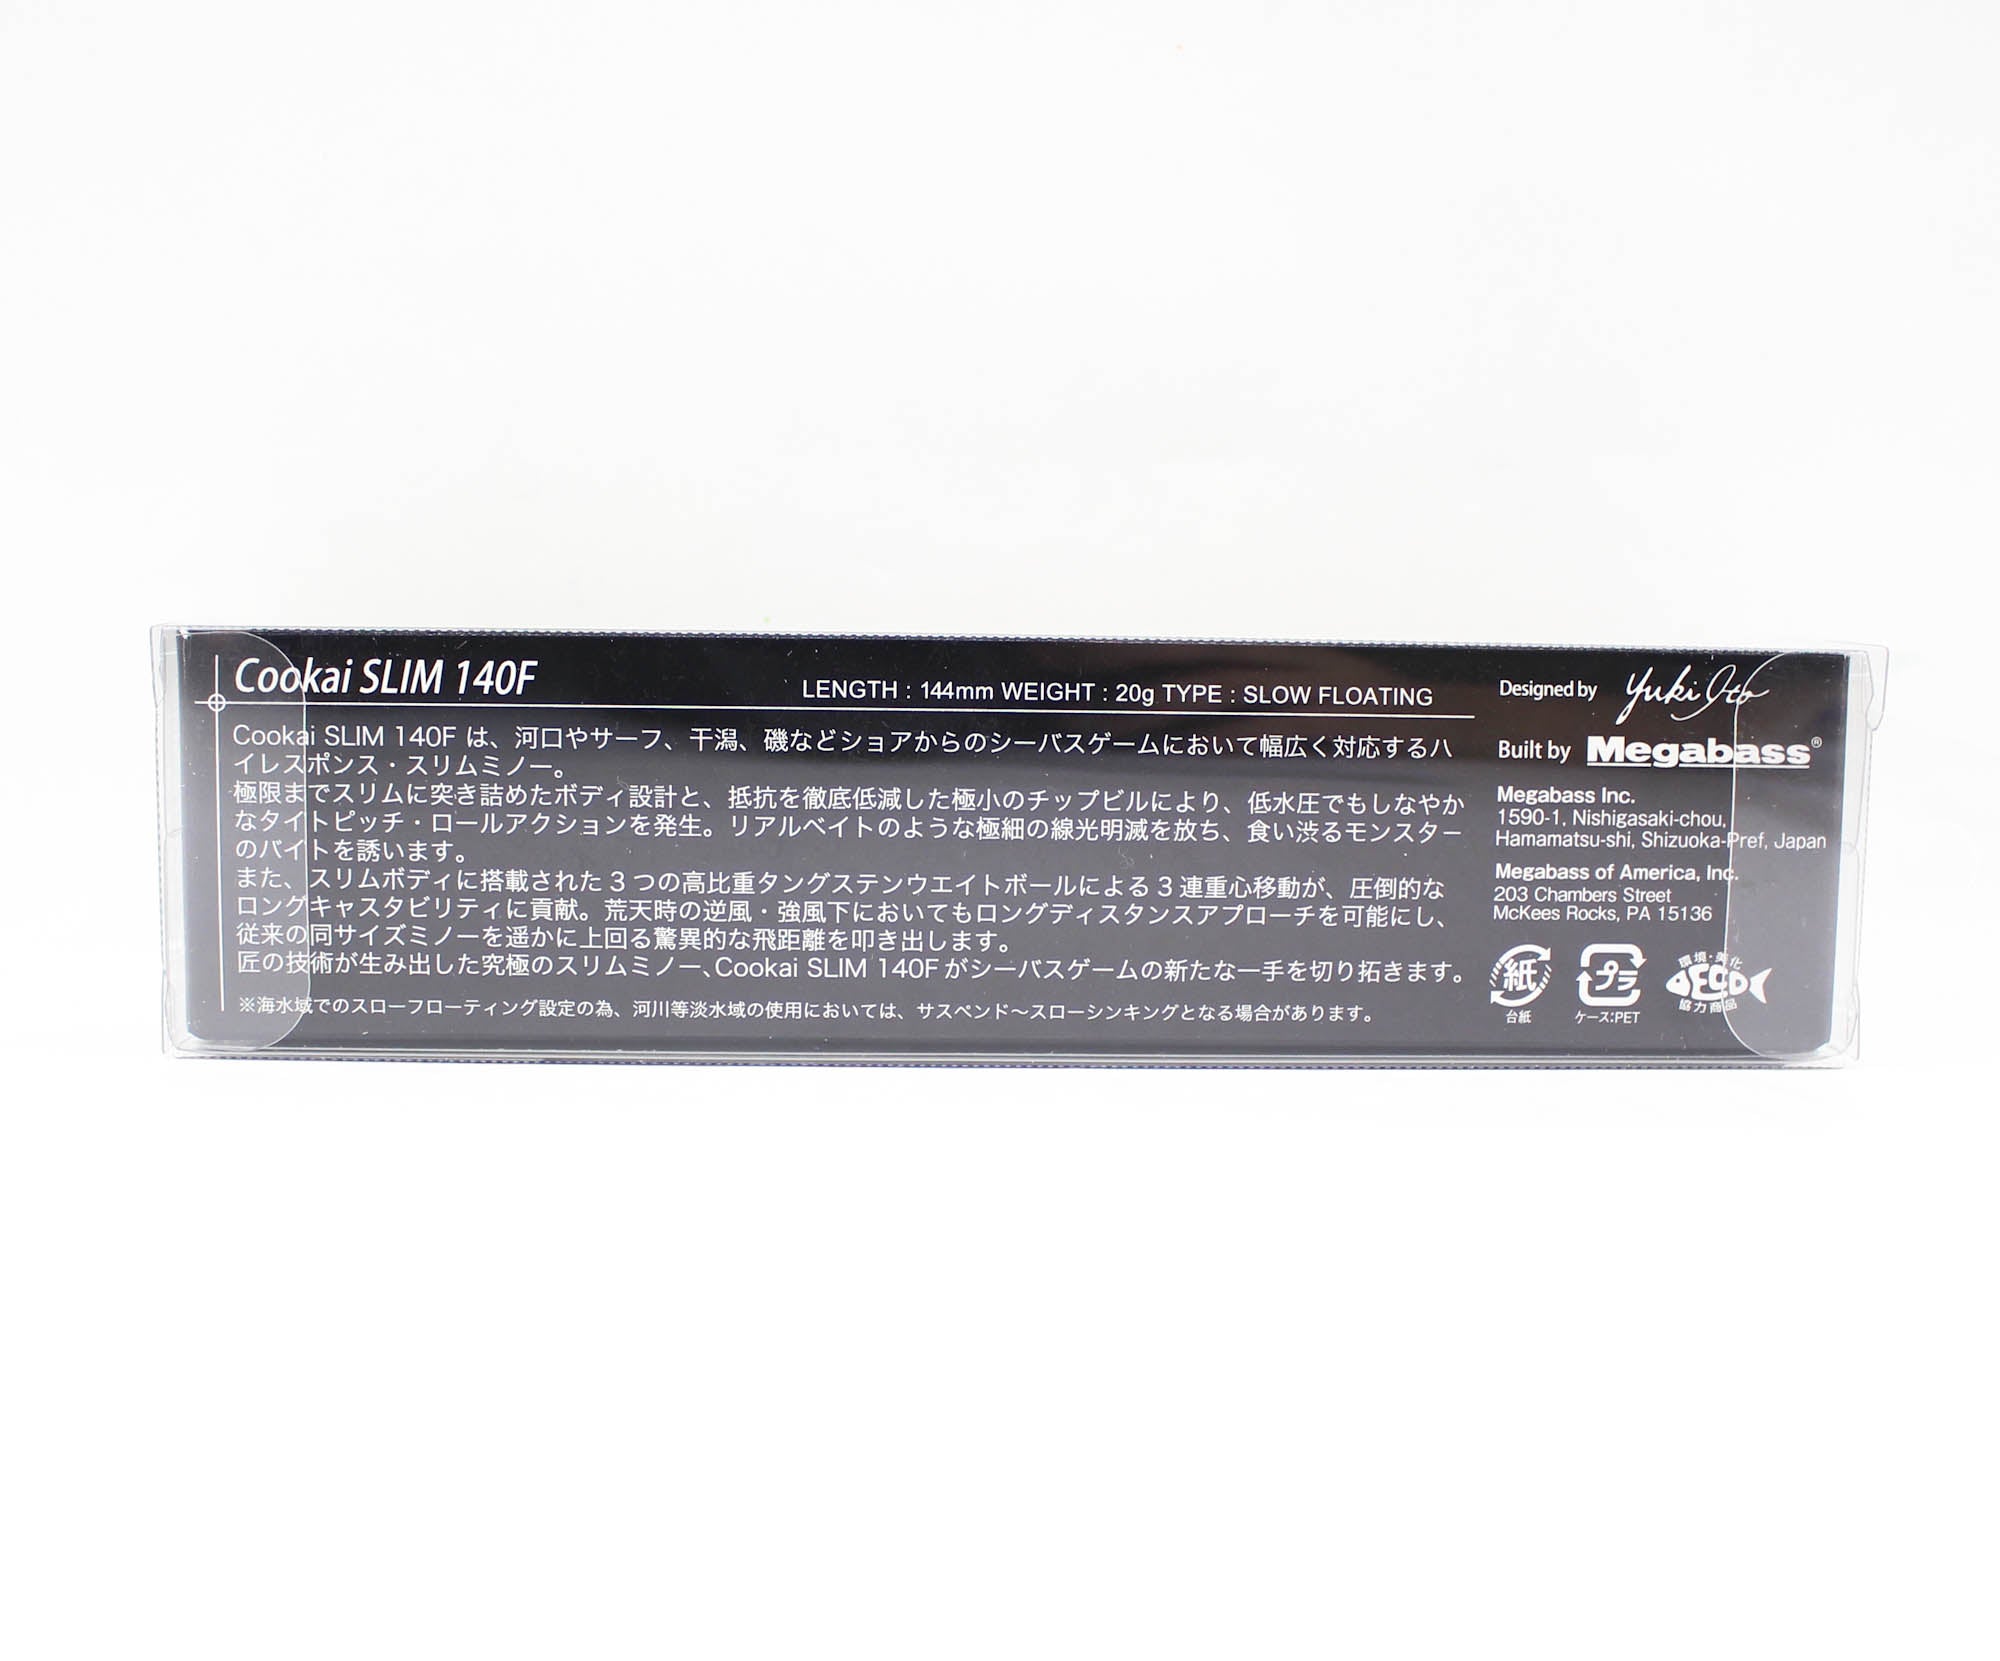 Cookai SLIM 140F
LENGTH : 144mm WEIGHT : 20g TYPE : SLOW FLOATING
Cookai SLIM 140F は、河口やサーフ、干潟、磯などショアからのシーバスゲームにおいて幅広く対応するハ
イレスポンス・スリムミノー。
極限までスリムに突き詰めたボディ設計と、抵抗を徹底低減した極小のチップビルにより、低水圧でもしなやか
なタイトピッチ・ロールアクションを発生。リアルベイトのような極細の線光明滅を放ち、食い渋るモンスター
のバイトを誘います。
また、スリムボディに搭載された3つの高比重タングステンウエイトボールによる3連重心移動が、圧倒的な
ロングキャスタビリティに貢献。荒天時の逆風・強風下においてもロングディスタンスアプローチを可能にし、
従来の同サイズミノーを遥かに上回る驚異的な飛距離を叩き出します。
匠の技術が生み出した究極のスリムミノー、Cookai SLIM 140Fがシーバスゲームの新たな一手を切り拓きます。
※海水域でのスローフローティング設定の為、河川等淡水域の使用においては、サスペンド〜スローシンキングとなる場合があります。
Designed by Yuki Ito
Built by Megabass®
Megabass Inc.
1590-1, Nishigasaki-chou,
Hamamatsu-shi, Shizuoka-Pref, Japan
Megabass of America, Inc.
203 Chambers Street
McKees Rocks, PA 15136
紙
台紙
プラ
ケース:PET
環境・美化
ECO
協力商品